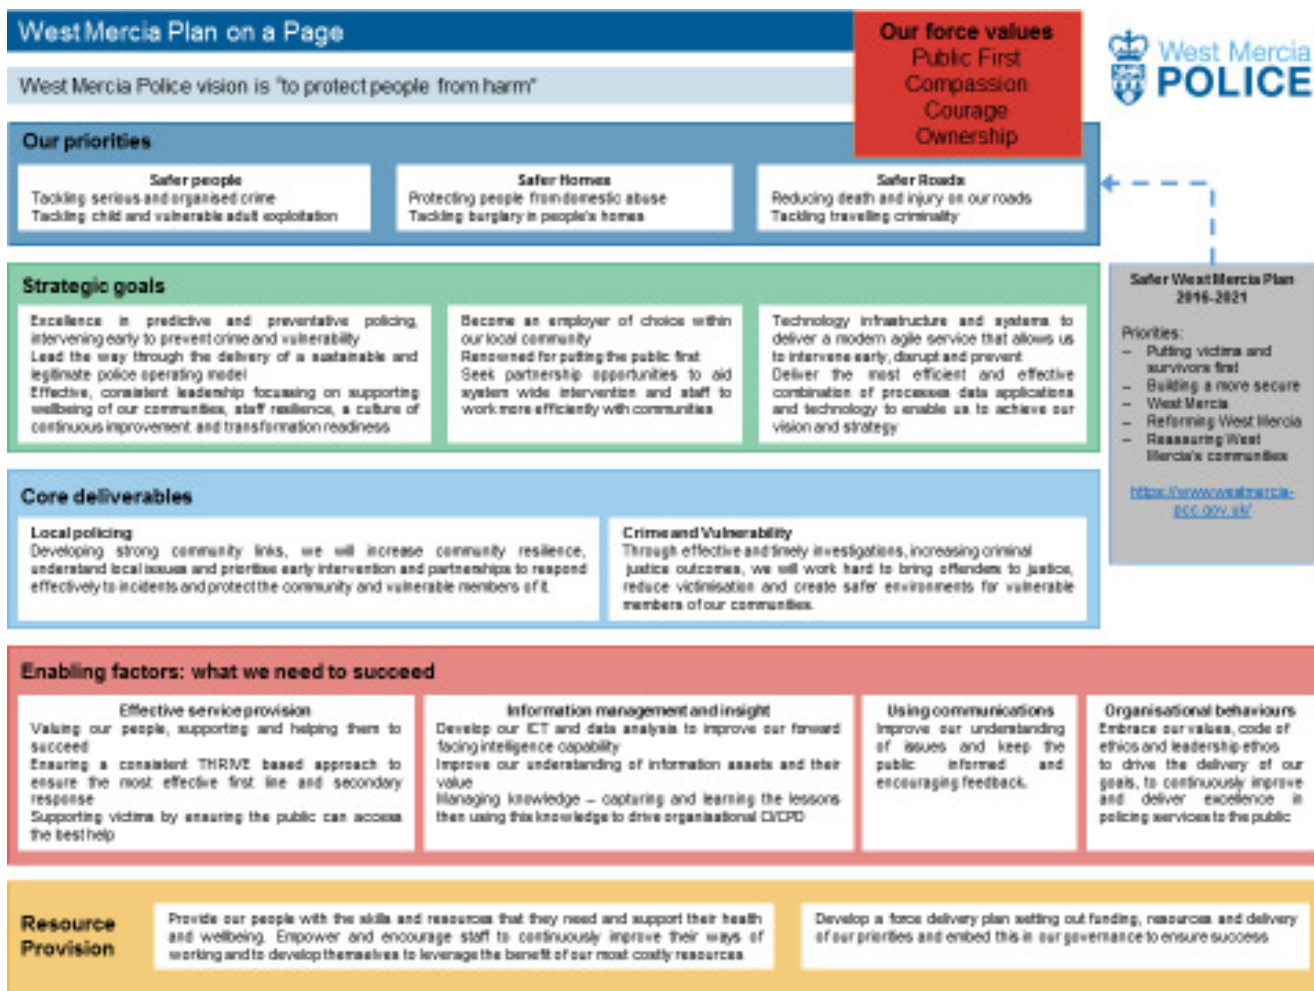 West Mercia Plan on a Page
Our force values
Public First
Compassion
Courage
Ownership
West Mercia
POLICE
West Mercia Police vision is "to protect people from harm"
Our priorities
Safer people
Tackling serious and organised crime
Tackling child and vulnerable adult exploitation
Safer Homes
Protecting people from domestic abuse
Tackling burglary in people's homes
Safer Roads
Reducing death and injury on our roads
Tackling travelling criminality
Safer West Mercia Plan
2016-2021
Priorities:
– Putting victims and
survivors first
– Building a more secure
– West Mercia
– Reforming West Mercia
– Reassuring West
Mercia's communities
https://www.westmercia-
pcc.gov.uk/
Strategic goals
Excellence in predictive and preventative policing,
intervening early to prevent crime and vulnerability
Lead the way through the delivery of a sustainable and
legitimate police operating model
Effective, consistent leadership focussing on supporting
wellbeing of our communities, staff resilience, a culture of
continuous improvement and transformation readiness
Become an employer of choice within
our local community
Renowned for putting the public first
Seek partnership opportunities to aid
system wide intervention and staff to
work more efficiently with communities
Technology infrastructure and systems to
deliver a modern agile service that allows us
to intervene early, disrupt and prevent
Deliver the most efficient and effective
combination of processes data applications
and technology to enable us to achieve our
vision and strategy
Core deliverables
Local policing
Developing strong community links, we will increase community resilience,
understand local issues and prioritise early intervention and partnerships to respond
effectively to incidents and protect the community and vulnerable members of it.
Crime and Vulnerability
Through effective and timely investigations, increasing criminal
justice outcomes, we will work hard to bring offenders to justice,
reduce victimisation and create safer environments for vulnerable
members of our communities.
Enabling factors: what we need to succeed
Effective service provision
Valuing our people, supporting and helping them to
succeed
Ensuring a consistent THRIVE based approach to
ensure the most effective first line and secondary
response
Supporting victims by ensuring the public can access
the best help
Information management and insight
Develop our ICT and data analysis to improve our forward
facing intelligence capability
Improve our understanding of information assets and their
value
Managing knowledge – capturing and learning the lessons
then using this knowledge to drive organisational CI/CPD
Using communications
Improve our understanding
of issues and keep the
public informed and
encouraging feedback.
Organisational behaviours
Embrace our values, code of
ethics and leadership ethos
to drive the delivery of our
goals, to continuously improve
and deliver excellence in
policing services to the public
Resource
Provision
Provide our people with the skills and resources that they need and support their health
and wellbeing. Empower and encourage staff to continuously improve their ways of
working and to develop themselves to leverage the benefit of our most costly resources
Develop a force delivery plan setting out funding, resources and delivery
of our priorities and embed this in our governance to ensure success